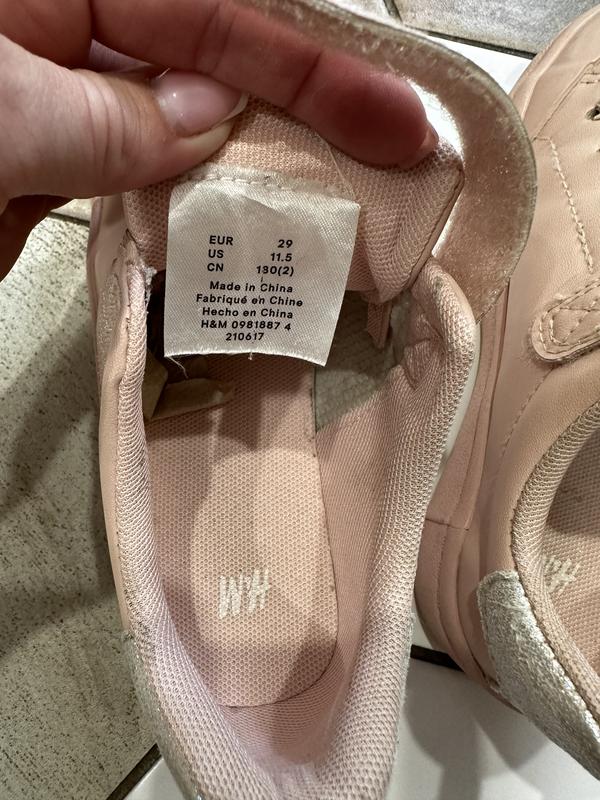 EUR 29
US 11.5
CN 180(2)
Made in China
Fabriqué en Chine
Hecho en China
H&M 0981887 4
210617
H&M
H&M